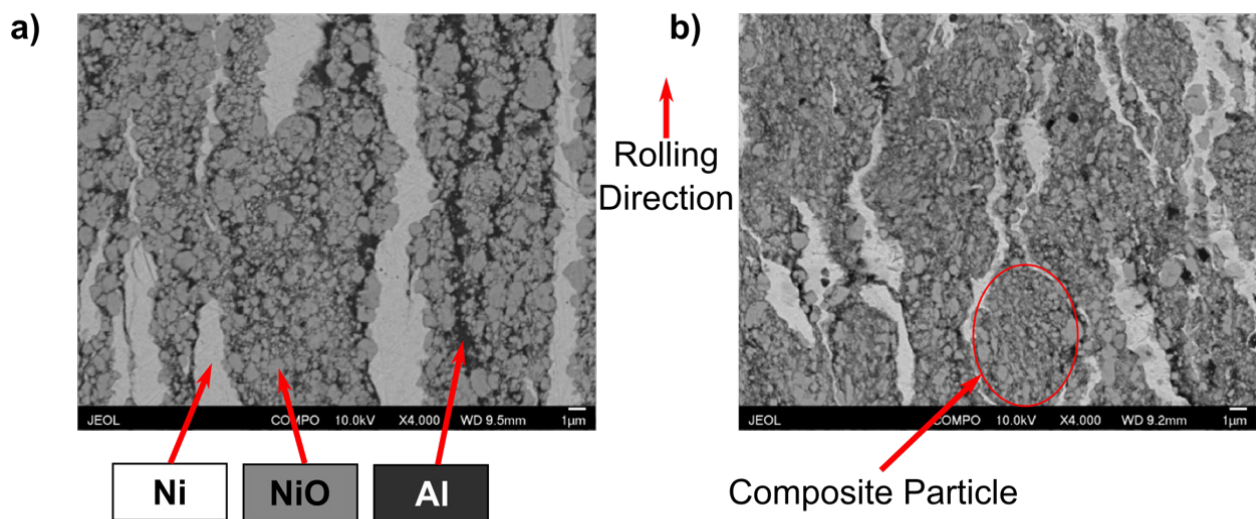 a)
b)
Rolling
Direction
JEOL COMPO 10.0kV X4,000 WD 9.5mm 1μm
JEOL COMPO 10.0kV X4,000 WD 9.2mm 1μm
Ni
NiO
Al
Composite Particle